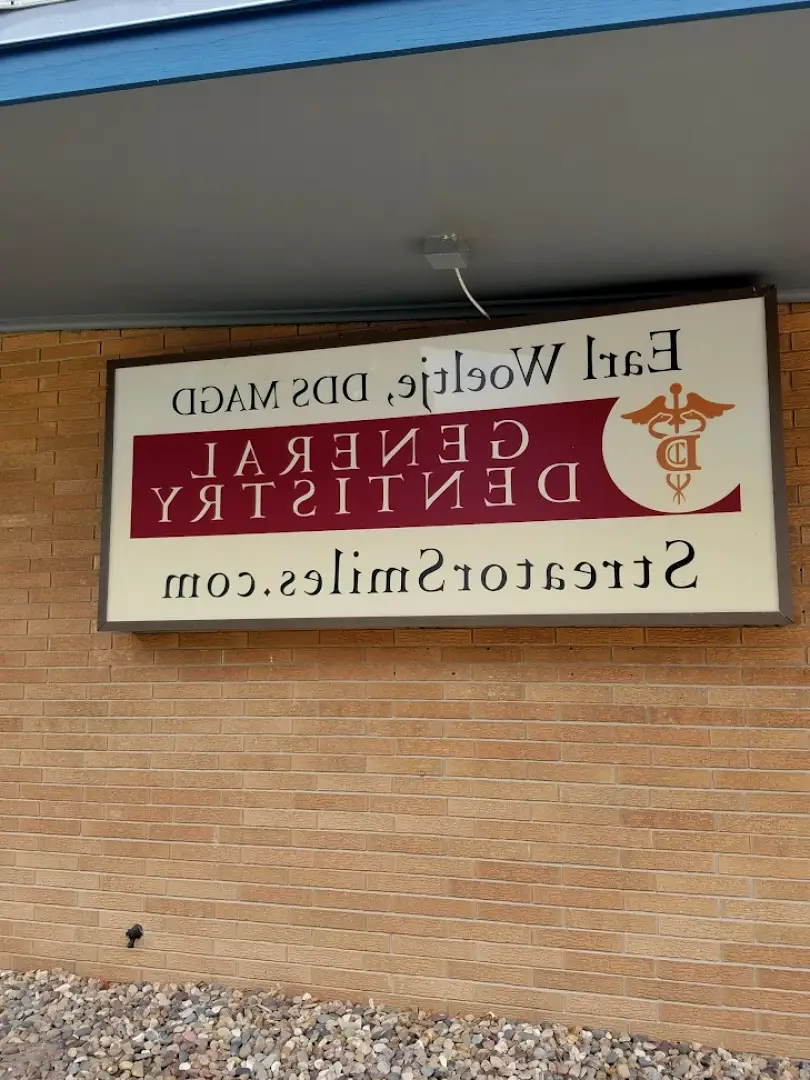 Earl Woeltje, DDS MAGD
GENERAL
DENTISTRY
StreatorSmiles.com